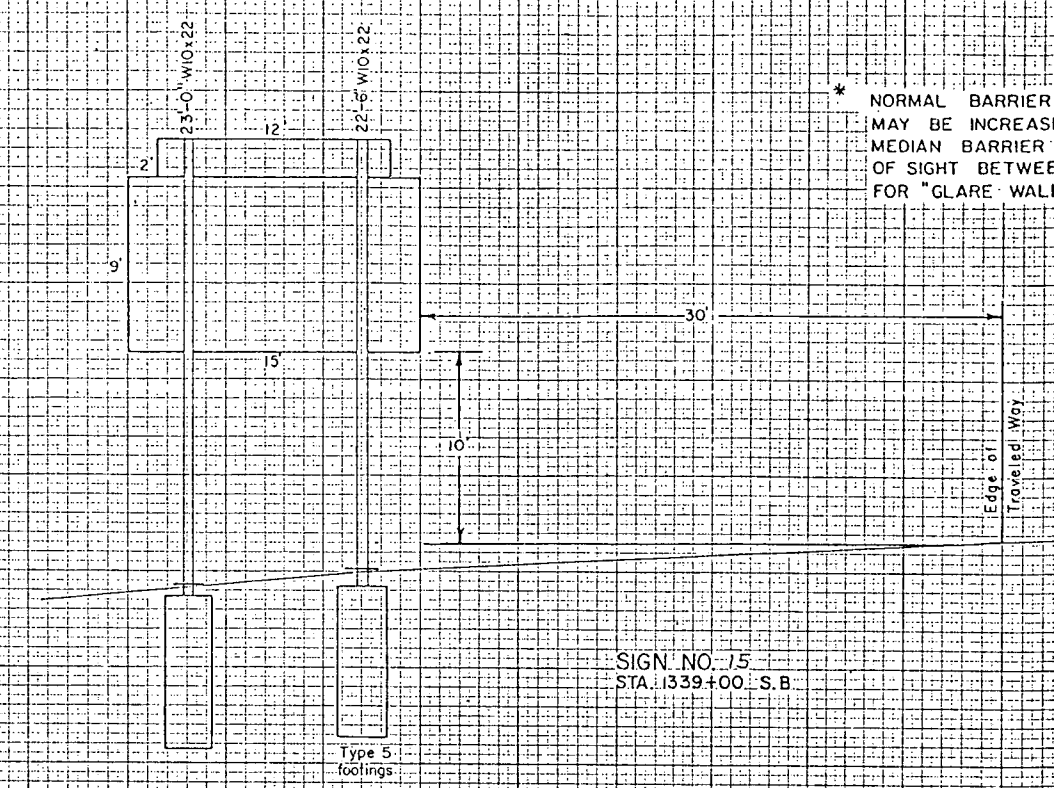 23'-0" W10x22
22'-6" W10x22
12'
2'
9'
15'
30'
10'
Edge of
Traveled Way
* NORMAL BARRIER
MAY BE INCREAS
MEDIAN BARRIER
OF SIGHT BETWEE
FOR "GLARE WAL
SIGN NO. 15
STA. 1339+00 S.B.
Type 5
footings